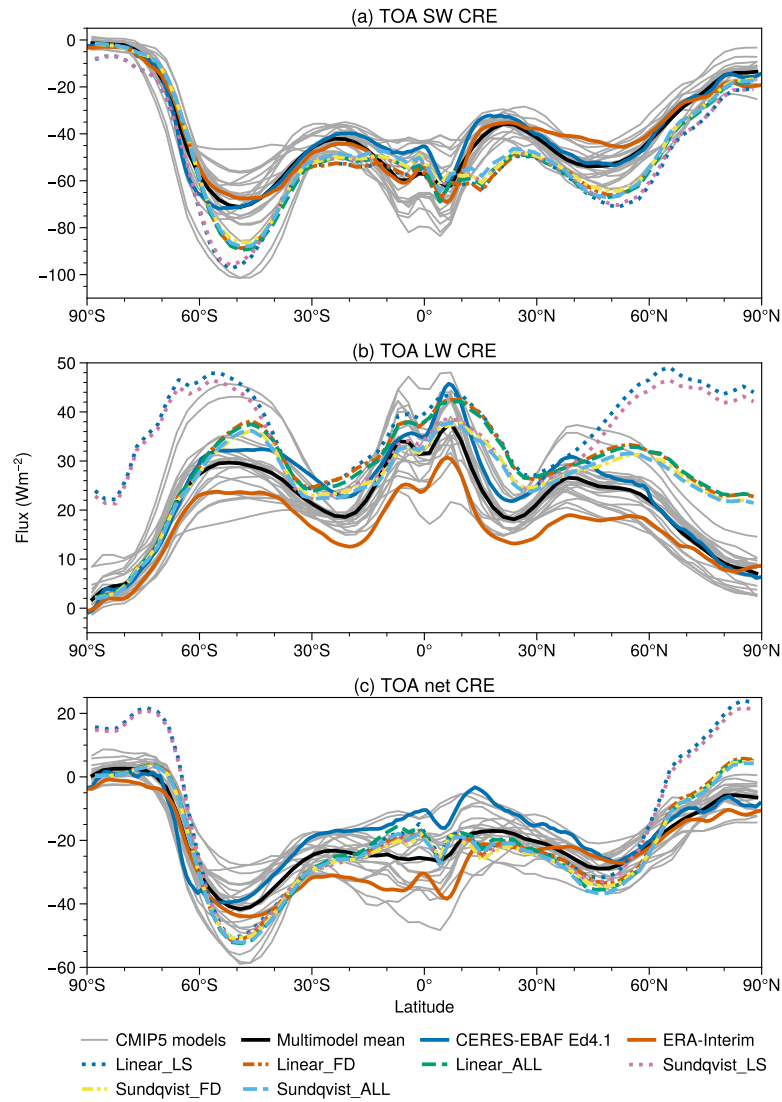 (a) TOA SW CRE
0
−20
−40
−60
−80
−100
90°S 60°S 30°S 0° 30°N 60°N 90°N
(b) TOA LW CRE
50
40
30
20
10
0
Flux (Wm−2)
90°S 60°S 30°S 0° 30°N 60°N 90°N
(c) TOA net CRE
20
0
−20
−40
−60
90°S 60°S 30°S 0° 30°N 60°N 90°N
Latitude
CMIP5 models Multimodel mean CERES-EBAF Ed4.1 ERA-Interim
Linear_LS Linear_FD Linear_ALL Sundqvist_LS
Sundqvist_FD Sundqvist_ALL